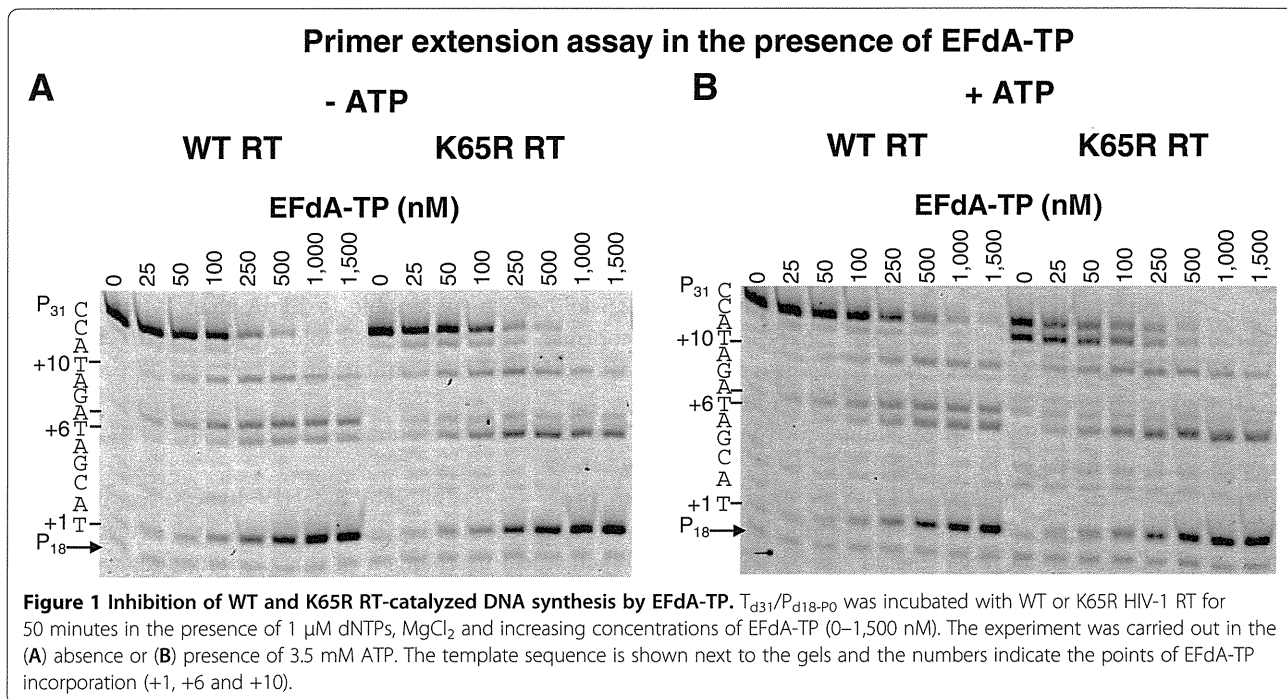 Primer extension assay in the presence of EFdA-TP
A
- ATP
WT RT K65R RT
EFdA-TP (nM)
0 25 50 100 250 500 1,000 1,500 0 25 50 100 250 500 1,000 1,500
P31 C
C
A
+10 T
A
G
A
+6 T
A
G
C
A
+1 T
P18
B
+ ATP
WT RT K65R RT
EFdA-TP (nM)
0 25 50 100 250 500 1,000 1,500 0 25 50 100 250 500 1,000 1,500
P31 C
C
A
+10 T
A
G
A
+6 T
A
G
C
A
+1 T
P18
Figure 1 Inhibition of WT and K65R RT-catalyzed DNA synthesis by EFdA-TP. Td31/Pd18-P0 was incubated with WT or K65R HIV-1 RT for
50 minutes in the presence of 1 μM dNTPs, MgCl2 and increasing concentrations of EFdA-TP (0–1,500 nM). The experiment was carried out in the
(A) absence or (B) presence of 3.5 mM ATP. The template sequence is shown next to the gels and the numbers indicate the points of EFdA-TP
incorporation (+1, +6 and +10).